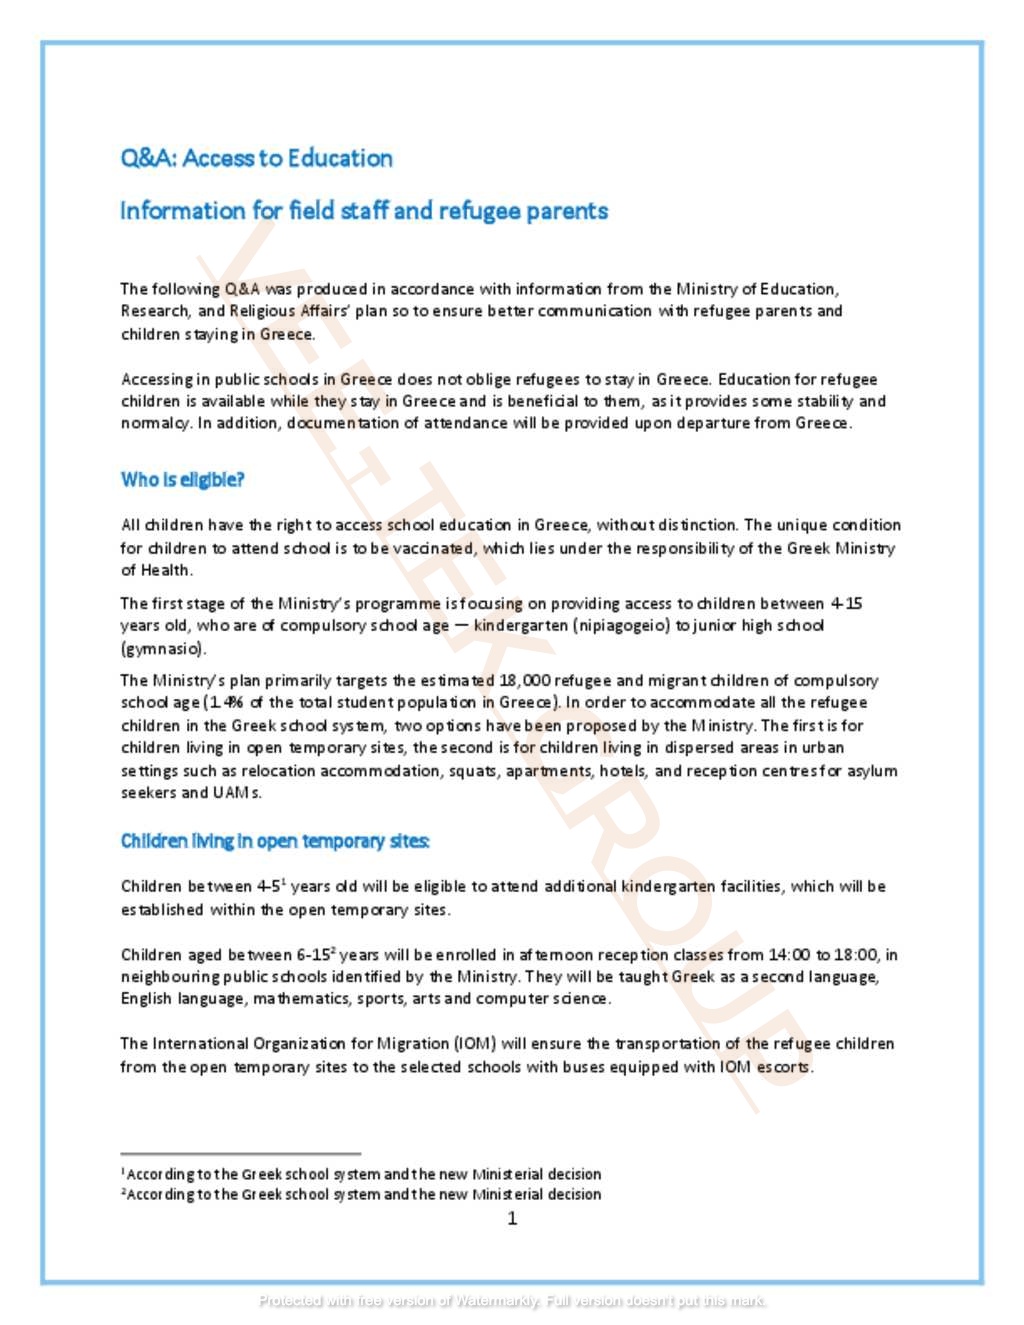 Q&A: Access to Education
Information for field staff and refugee parents
The following Q&A was produced in accordance with information from the Ministry of Education,
Research, and Religious Affairs' plan so to ensure better communication with refugee parents and
children staying in Greece.
Accessing in public schools in Greece does not oblige refugees to stay in Greece. Education for refugee
children is available while they stay in Greece and is beneficial to them, as it provides some stability and
normalcy. In addition, documentation of attendance will be provided upon departure from Greece.
Who is eligible?
All children have the right to access school education in Greece, without distinction. The unique condition
for children to attend school is to be vaccinated, which lies under the responsibility of the Greek Ministry
of Health.
The first stage of the Ministry's programme is focusing on providing access to children between 4-15
years old, who are of compulsory school age — kindergarten (nipiagogeio) to junior high school
(gymnasio).
The Ministry's plan primarily targets the estimated 18,000 refugee and migrant children of compulsory
school age (1.4% of the total student population in Greece). In order to accommodate all the refugee
children in the Greek school system, two options have been proposed by the Ministry. The first is for
children living in open temporary sites, the second is for children living in dispersed areas in urban
settings such as relocation accommodation, squats, apartments, hotels, and reception centres for asylum
seekers and UAMs.
Children living in open temporary sites:
Children between 4-5¹ years old will be eligible to attend additional kindergarten facilities, which will be
established within the open temporary sites.
Children aged between 6-15² years will be enrolled in afternoon reception classes from 14:00 to 18:00, in
neighbouring public schools identified by the Ministry. They will be taught Greek as a second language,
English language, mathematics, sports, arts and computer science.
The International Organization for Migration (IOM) will ensure the transportation of the refugee children
from the open temporary sites to the selected schools with buses equipped with IOM escorts.
¹ According to the Greek school system and the new Ministerial decision
² According to the Greek school system and the new Ministerial decision
1
VEE-TEK GROUP
Protected with free version of Watermarkly. Full version doesn't put this mark.